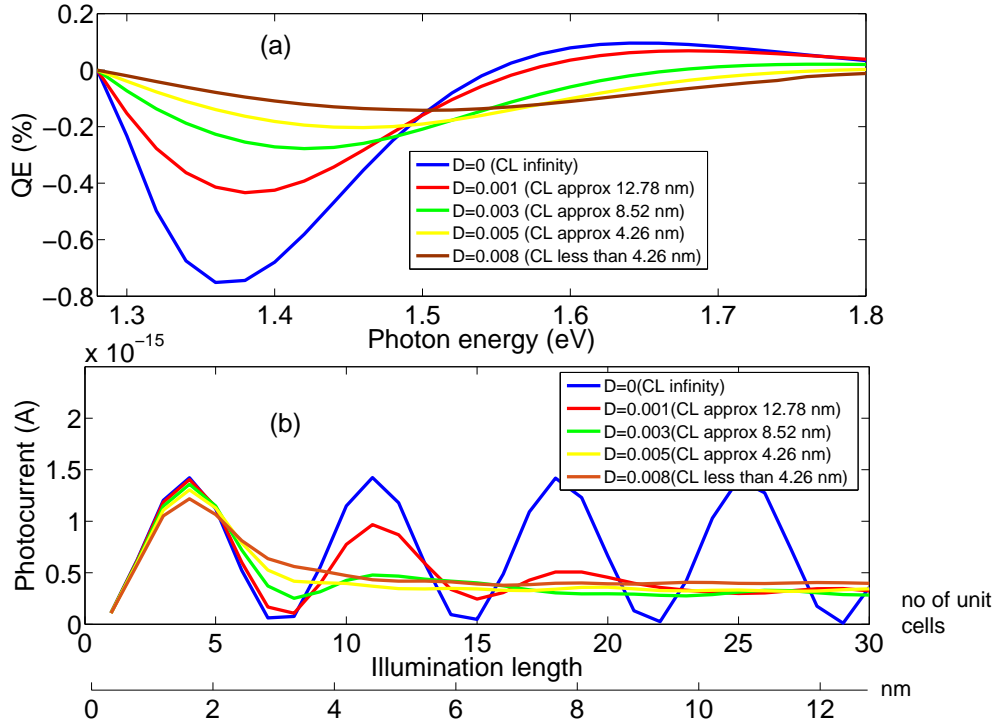 (a)
QE (%)
0.2
0
−0.2
−0.4
−0.6
−0.8
D=0 (CL infinity)
D=0.001 (CL approx 12.78 nm)
D=0.003 (CL approx 8.52 nm)
D=0.005 (CL approx 4.26 nm)
D=0.008 (CL less than 4.26 nm)
1.3 1.4 1.5 1.6 1.7 1.8
Photon energy (eV)
x 10−15
(b)
Photocurrent (A)
2
1.5
1
0.5
0
D=0(CL infinity)
D=0.001(CL approx 12.78 nm)
D=0.003(CL approx 8.52 nm)
D=0.005(CL approx 4.26 nm)
D=0.008(CL less than 4.26 nm)
0 5 10 15 20 25 30
no of unit
cells
Illumination length
0 2 4 6 8 10 12
nm